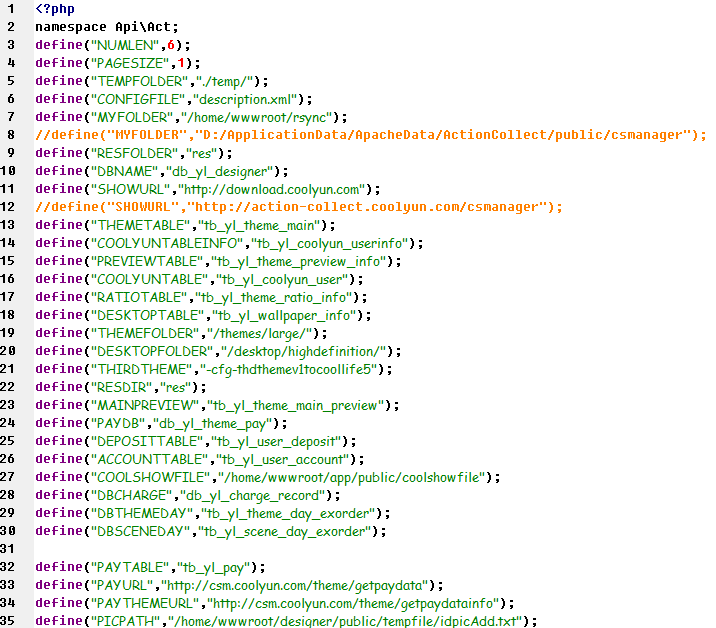 1 <?php
2 namespace Api\Act;
3 define("NUMLEN",6);
4 define("PAGESIZE",1);
5 define("TEMPFOLDER","./temp/");
6 define("CONFIGFILE","description.xml");
7 define("MYFOLDER","/home/wwwroot/rsync");
8 //define("MYFOLDER","D:/ApplicationData/ApacheData/ActionCollect/public/csmanager");
9 define("RESFOLDER","res");
10 define("DBNAME","db_yl_designer");
11 define("SHOWURL","http://download.coolyun.com");
12 //define("SHOWURL","http://action-collect.coolyun.com/csmanager");
13 define("THEMETABLE","tb_yl_theme_main");
14 define("COOLYUNTABLEINFO","tb_yl_coolyun_userinfo");
15 define("PREVIEWTABLE","tb_yl_theme_preview_info");
16 define("COOLYUNTABLE","tb_yl_coolyun_user");
17 define("RATIOTABLE","tb_yl_theme_ratio_info");
18 define("DESKTOPTABLE","tb_yl_wallpaper_info");
19 define("THEMEFOLDER","/themes/large/");
20 define("DESKTOPFOLDER","/desktop/highdefinition/");
21 define("THIRDTHEME","-cfg-thdthemev1tocoollife5");
22 define("RESDIR","res");
23 define("MAINPREVIEW","tb_yl_theme_main_preview");
24 define("PAYDB","db_yl_theme_pay");
25 define("DEPOSITTABLE","tb_yl_user_deposit");
26 define("ACCOUNTTABLE","tb_yl_user_account");
27 define("COOLSHOWFILE","/home/wwwroot/app/public/coolshowfile");
28 define("DBCHARGE","db_yl_charge_record");
29 define("DBTHEMEDAY","tb_yl_theme_day_exorder");
30 define("DBSCENEDAY","tb_yl_scene_day_exorder");
31
32 define("PAYTABLE","tb_yl_pay");
33 define("PAYURL","http://csm.coolyun.com/theme/getpaydata");
34 define("PAYTHEMEURL","http://csm.coolyun.com/theme/getpaydatainfo");
35 define("PICPATH","/home/wwwroot/designer/public/tempfile/idpicAdd.txt");